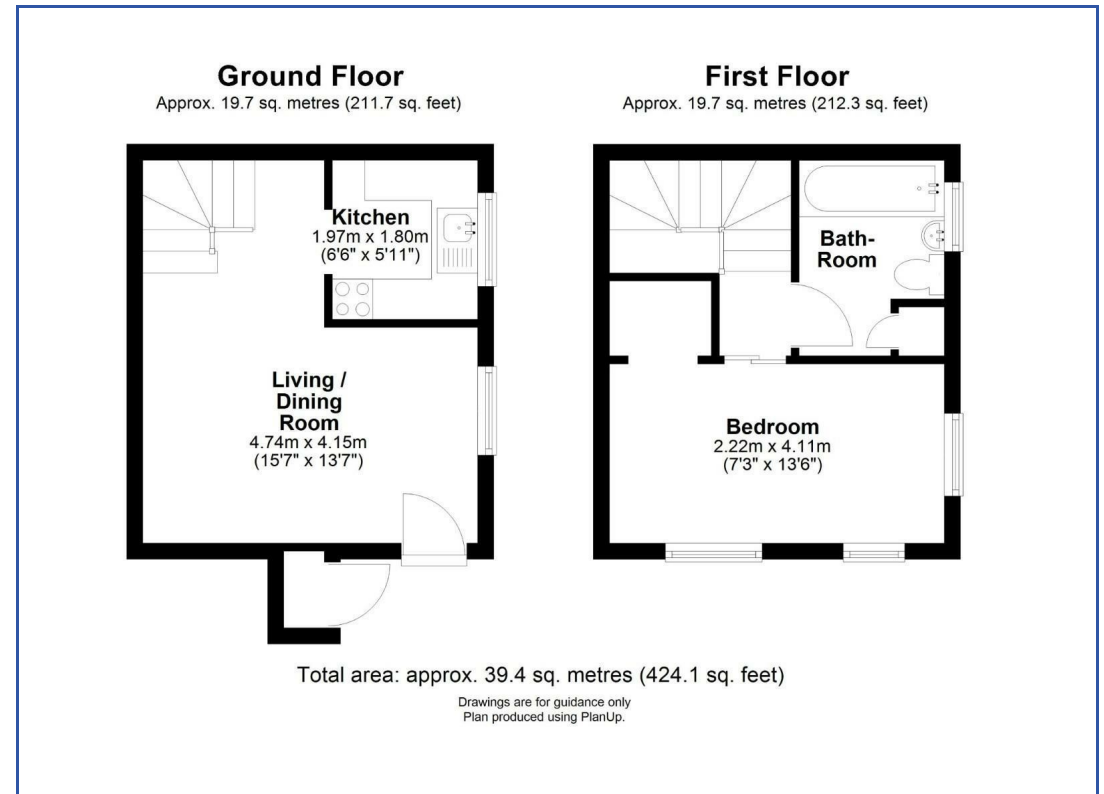 Ground Floor
Approx. 19.7 sq. metres (211.7 sq. feet)
Kitchen
1.97m x 1.80m
(6'6" x 5'11")
Living /
Dining
Room
4.74m x 4.15m
(15'7" x 13'7")
First Floor
Approx. 19.7 sq. metres (212.3 sq. feet)
Bath-
Room
Bedroom
2.22m x 4.11m
(7'3" x 13'6")
Total area: approx. 39.4 sq. metres (424.1 sq. feet)
Drawings are for guidance only
Plan produced using PlanUp.